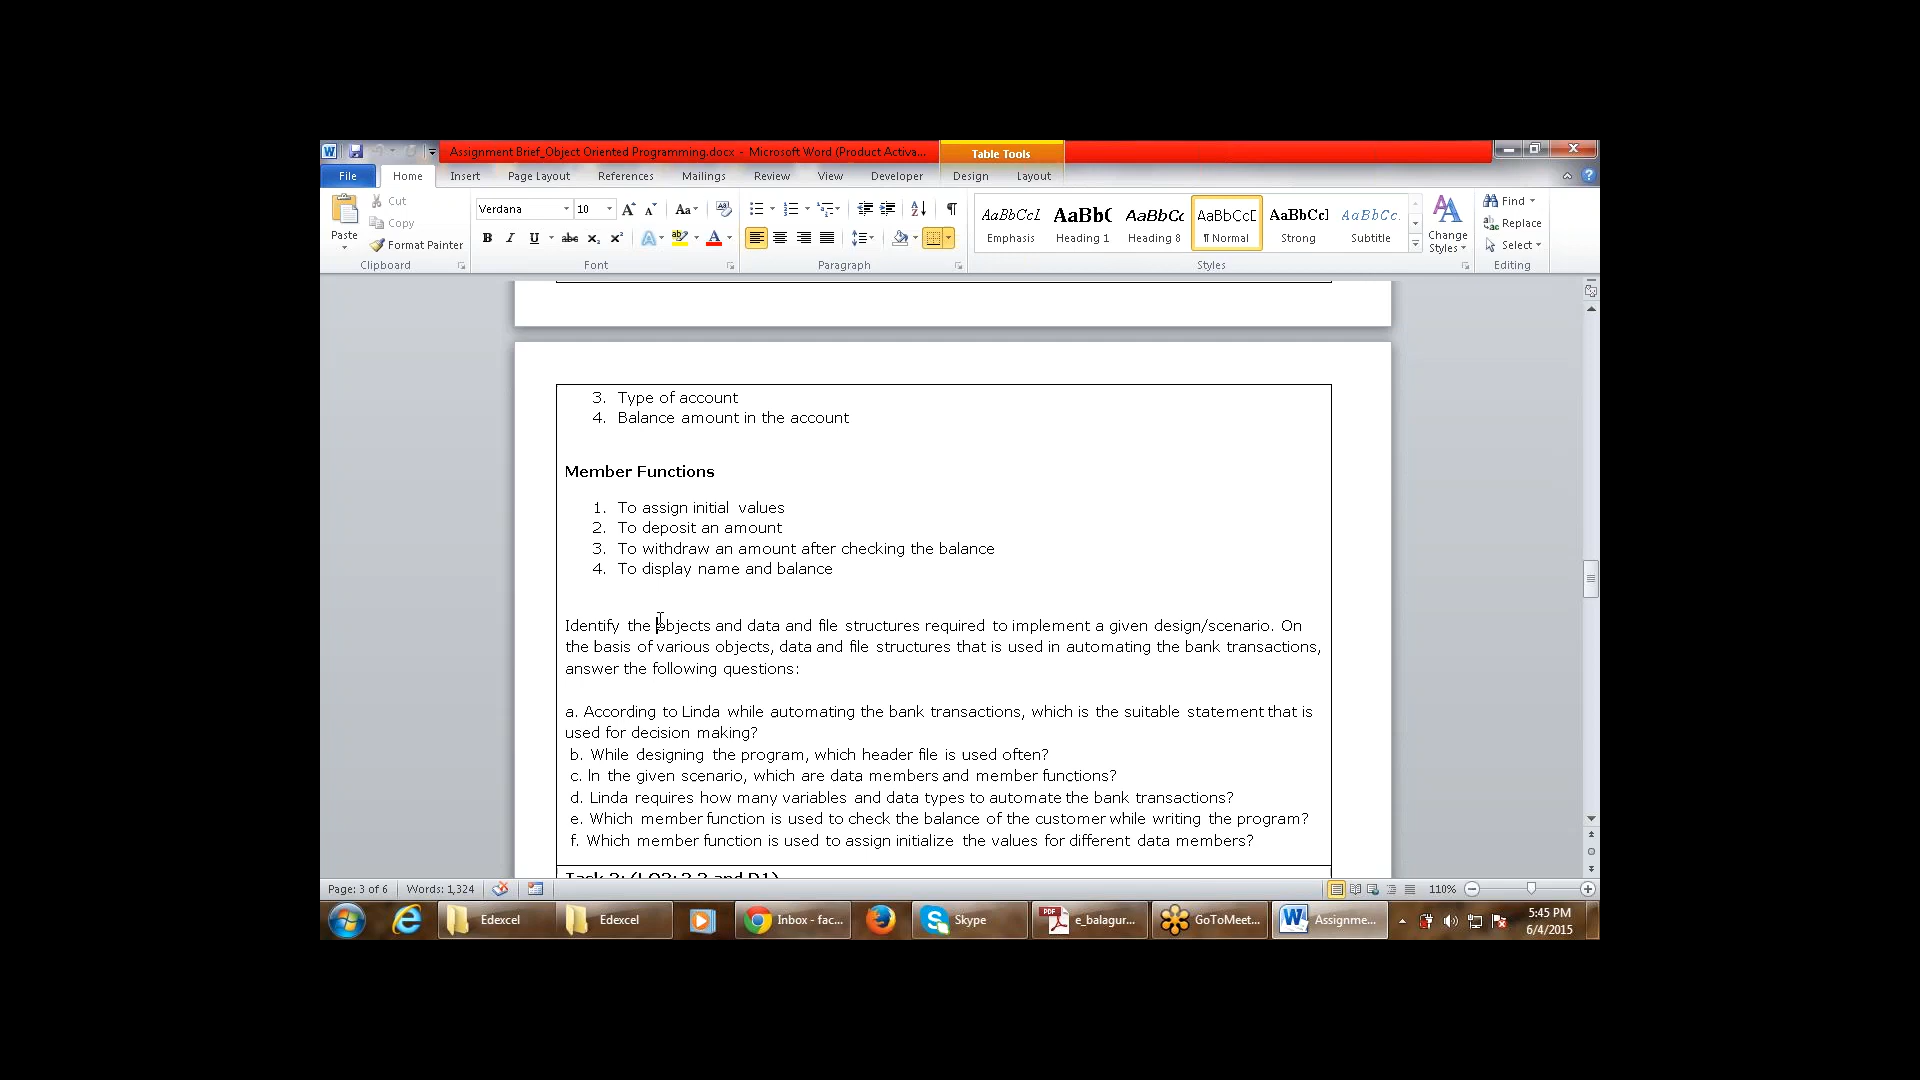 Assignment Brief_Object Oriented Programming.docx - Microsoft Word (Product Activa...
Table Tools
File Home Insert Page Layout References Mailings Review View Developer Design Layout
Paste
Cut
Copy
Format Painter
Clipboard
Verdana 10
Font
Paragraph
AaBbCcI AaBb( AaBbCc AaBbCcD AaBbCcI AaBbCc.
Emphasis Heading 1 Heading 8 ¶ Normal Strong Subtitle
Change Styles
Styles
Find
Replace
Select
Editing
3. Type of account
4. Balance amount in the account
Member Functions
1. To assign initial values
2. To deposit an amount
3. To withdraw an amount after checking the balance
4. To display name and balance
Identify the objects and data and file structures required to implement a given design/scenario. On
the basis of various objects, data and file structures that is used in automating the bank transactions,
answer the following questions:
a. According to Linda while automating the bank transactions, which is the suitable statement that is
used for decision making?
b. While designing the program, which header file is used often?
c. In the given scenario, which are data members and member functions?
d. Linda requires how many variables and data types to automate the bank transactions?
e. Which member function is used to check the balance of the customer while writing the program?
f. Which member function is used to assign initialize the values for different data members?
Page: 3 of 6 Words: 1,324 110%
Edexcel Edexcel Inbox - fac... Skype e_balagur... GoToMeet... Assignme...
5:45 PM
6/4/2015